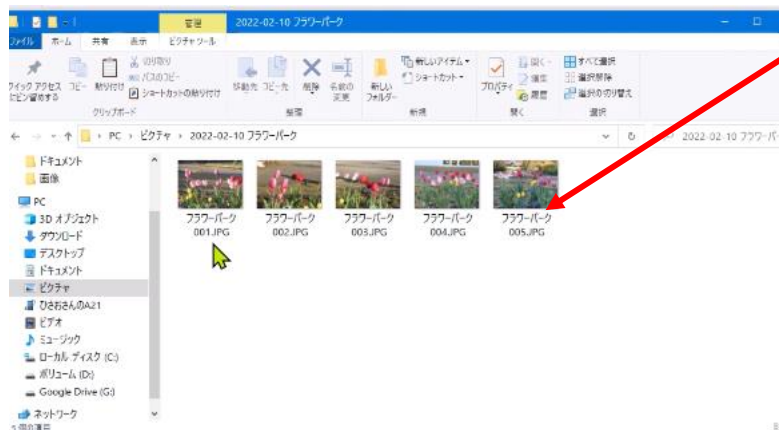 管理
2022-02-10 フラワーパーク
ファイル ホーム 共有 表示 ピクチャ ツール
クイック アクセス
にピン留めする
コピー
貼り付け
切り取り
パスのコピー
ショートカットの貼り付け
移動先
コピー先
削除
名前の
変更
新しい
フォルダー
新しいアイテム
ショートカット
プロパティ
開く
編集
履歴
すべて選択
選択解除
選択の切り替え
クリップボード
整理
新規
開く
選択
PC › ピクチャ › 2022-02-10 フラワーパーク
2022-02-10 フラワーパ
ドキュメント
画像
PC
3D オブジェクト
ダウンロード
デスクトップ
ドキュメント
ピクチャ
ひさおさんのA21
ビデオ
ミュージック
ローカル ディスク (C:)
ボリューム (D:)
Google Drive (G:)
ネットワーク
フラワーパーク
001.JPG
フラワーパーク
002.JPG
フラワーパーク
003.JPG
フラワーパーク
004.JPG
フラワーパーク
005.JPG
5 個の項目